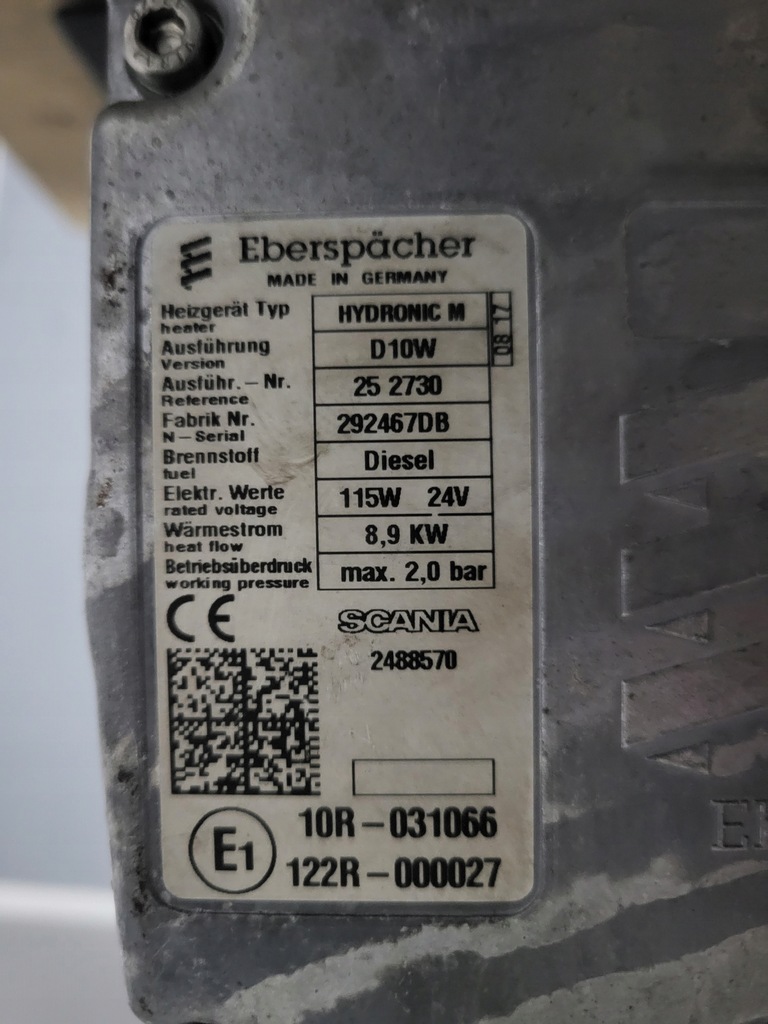 Eberspächer
MADE IN GERMANY
Heizgerät Typ HYDRONIC M
heater
08 17
Ausführung D10W
Version
Ausführ.-Nr. 25 2730
Reference
Fabrik Nr. 292467DB
N-Serial
Brennstoff Diesel
fuel
Elektr. Werte 115W 24V
rated voltage
Wärmestrom 8,9 KW
heat flow
Betriebsüberdruck max. 2,0 bar
working pressure
CE SCANIA
2488570
E1 10R-031066
122R-000027